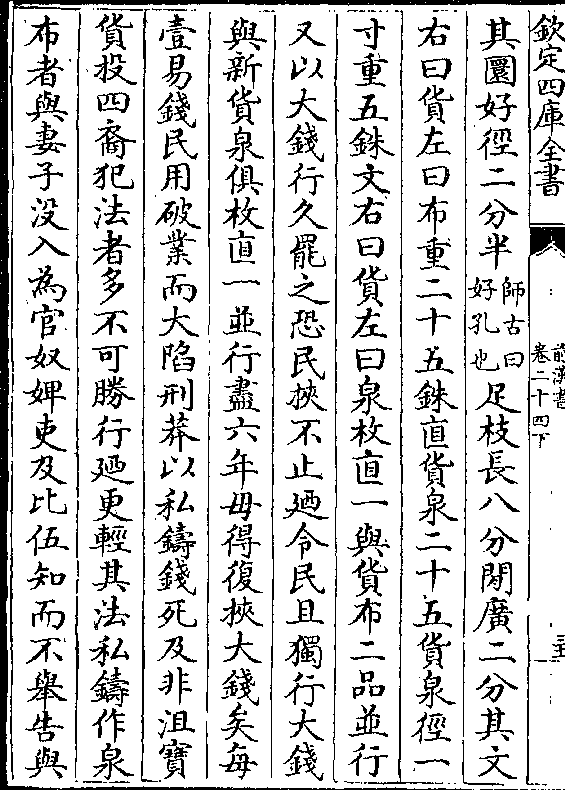 欽定四庫全書
前漢書
卷二十四下
其圜好徑二分半師古曰好孔也足枝長八分閒廣二分其文
右曰貨左曰布重二十五銖直貨泉二十五貨泉徑一
寸重五銖文右曰貨左曰泉枚直一與貨布二品並行
又以大錢行久罷之恐民挾不止廼令民且獨行大錢
與新貨泉俱枚直一並行盡六年毋得復挾大錢矣每
壹易錢民用破業而大陷刑莽以私鑄錢死及非沮寶
貨投四裔犯法者多不可勝行廼更輕其法私鑄作泉
布者與妻子没入為官奴婢吏及比伍知而不舉告與